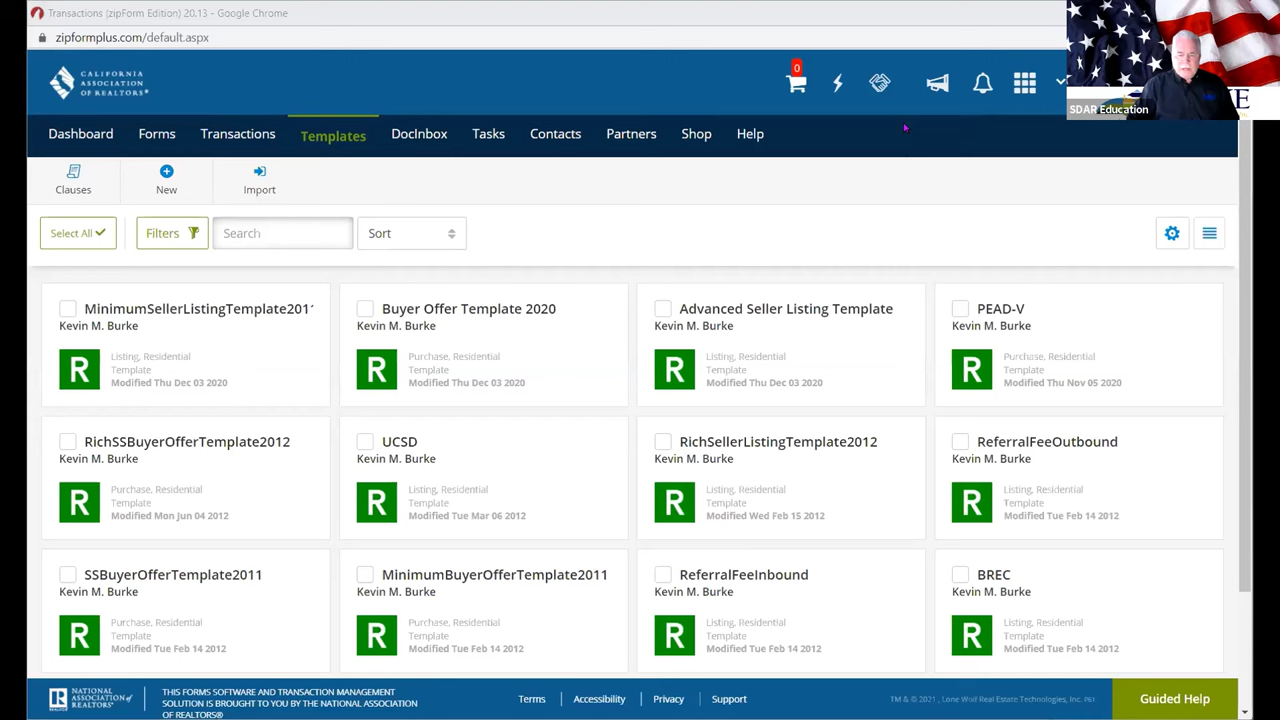 Transactions (zipForm Edition) 20.13 - Google Chrome
zipformplus.com/default.aspx
CALIFORNIA
ASSOCIATION
OF REALTORS®
0
SDAR Education
Dashboard Forms Transactions Templates DocInbox Tasks Contacts Partners Shop Help
Clauses New Import
Select All Filters Search Sort
MinimumSellerListingTemplate201
Kevin M. Burke
R
Listing, Residential
Template
Modified Thu Dec 03 2020
Buyer Offer Template 2020
Kevin M. Burke
R
Purchase, Residential
Template
Modified Thu Dec 03 2020
Advanced Seller Listing Template
Kevin M. Burke
R
Listing, Residential
Template
Modified Thu Dec 03 2020
PEAD-V
Kevin M. Burke
R
Purchase, Residential
Template
Modified Thu Nov 05 2020
RichSSBuyerOfferTemplate2012
Kevin M. Burke
R
Purchase, Residential
Template
Modified Mon Jun 04 2012
UCSD
Kevin M. Burke
R
Listing, Residential
Template
Modified Tue Mar 06 2012
RichSellerListingTemplate2012
Kevin M. Burke
R
Listing, Residential
Template
Modified Wed Feb 15 2012
ReferralFeeOutbound
Kevin M. Burke
R
Listing, Residential
Template
Modified Tue Feb 14 2012
SSBuyerOfferTemplate2011
Kevin M. Burke
R
Purchase, Residential
Template
Modified Tue Feb 14 2012
MinimumBuyerOfferTemplate2011
Kevin M. Burke
R
Purchase, Residential
Template
Modified Tue Feb 14 2012
ReferralFeeInbound
Kevin M. Burke
R
Listing, Residential
Template
Modified Tue Feb 14 2012
BREC
Kevin M. Burke
R
Listing, Residential
Template
Modified Tue Feb 14 2012
NATIONAL
ASSOCIATION of
REALTORS®
THIS FORMS SOFTWARE AND TRANSACTION MANAGEMENT
SOLUTION IS BROUGHT TO YOU BY THE NATIONAL ASSOCIATION
OF REALTORS®
Terms Accessibility Privacy Support
TM & © 2021, Lone Wolf Real Estate Technologies, Inc. P61
Guided Help